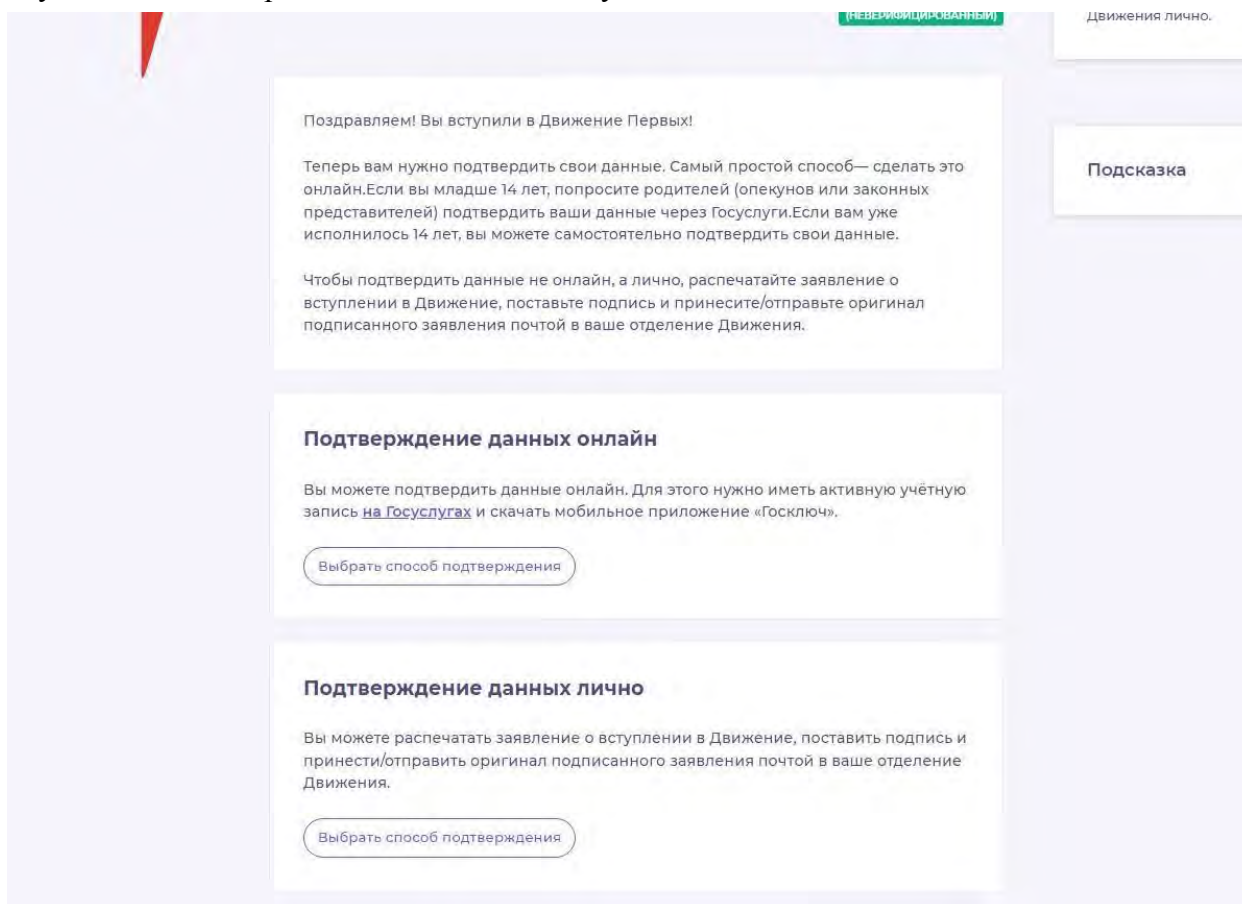 (НЕВЕРИФИЦИРОВАННЫЙ)
Движения лично.
Поздравляем! Вы вступили в Движение Первых!
Теперь вам нужно подтвердить свои данные. Самый простой способ— сделать это
онлайн.Если вы младше 14 лет, попросите родителей (опекунов или законных
представителей) подтвердить ваши данные через Госуслуги.Если вам уже
исполнилось 14 лет, вы можете самостоятельно подтвердить свои данные.
Чтобы подтвердить данные не онлайн, а лично, распечатайте заявление о
вступлении в Движение, поставьте подпись и принесите/отправьте оригинал
подписанного заявления почтой в ваше отделение Движения.
Подсказка
Подтверждение данных онлайн
Вы можете подтвердить данные онлайн. Для этого нужно иметь активную учётную
запись на Госуслугах и скачать мобильное приложение «Госключ».
Выбрать способ подтверждения
Подтверждение данных лично
Вы можете распечатать заявление о вступлении в Движение, поставить подпись и
принести/отправить оригинал подписанного заявления почтой в ваше отделение
Движения.
Выбрать способ подтверждения